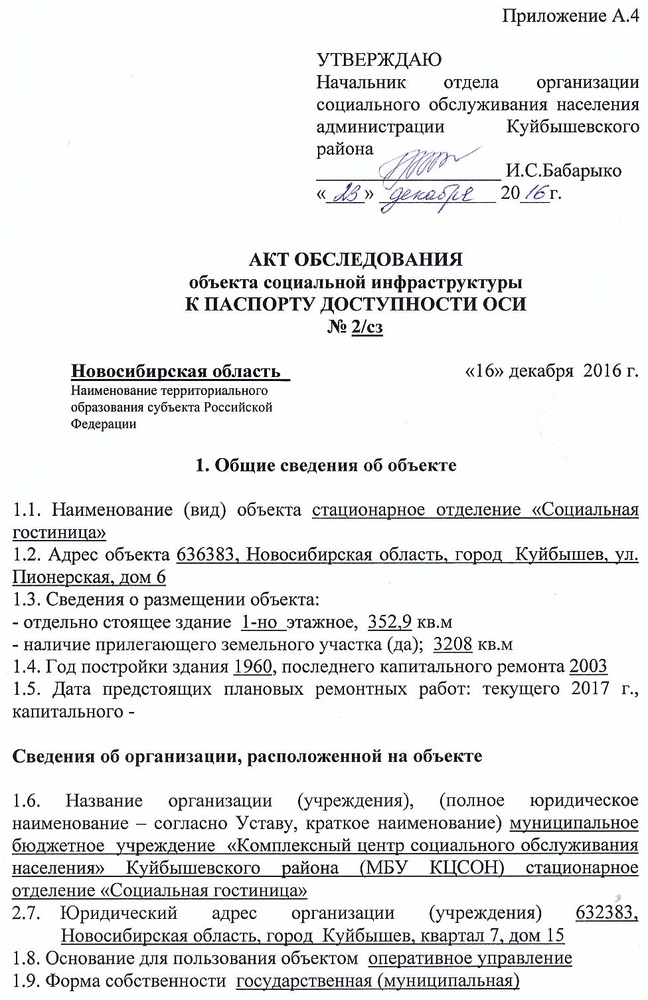 Приложение А.4
УТВЕРЖДАЮ
Начальник отдела организации
социального обслуживания населения
администрации Куйбышевского
района
____________________ И.С.Бабарыко
«_23_» _декабря_ 20_16_г.
АКТ ОБСЛЕДОВАНИЯ
объекта социальной инфраструктуры
К ПАСПОРТУ ДОСТУПНОСТИ ОСИ
№ 2/сз
Новосибирская область «16» декабря 2016 г.
Наименование территориального
образования субъекта Российской
Федерации
1. Общие сведения об объекте
1.1. Наименование (вид) объекта стационарное отделение «Социальная
гостиница»
1.2. Адрес объекта 636383, Новосибирская область, город Куйбышев, ул.
Пионерская, дом 6
1.3. Сведения о размещении объекта:
- отдельно стоящее здание 1-но этажное, 352,9 кв.м
- наличие прилегающего земельного участка (да); 3208 кв.м
1.4. Год постройки здания 1960, последнего капитального ремонта 2003
1.5. Дата предстоящих плановых ремонтных работ: текущего 2017 г.,
капитального -
Сведения об организации, расположенной на объекте
1.6. Название организации (учреждения), (полное юридическое
наименование – согласно Уставу, краткое наименование) муниципальное
бюджетное учреждение «Комплексный центр социального обслуживания
населения» Куйбышевского района (МБУ КЦСОН) стационарное
отделение «Социальная гостиница»
2.7. Юридический адрес организации (учреждения) 632383,
Новосибирская область, город Куйбышев, квартал 7, дом 15
1.8. Основание для пользования объектом оперативное управление
1.9. Форма собственности государственная (муниципальная)